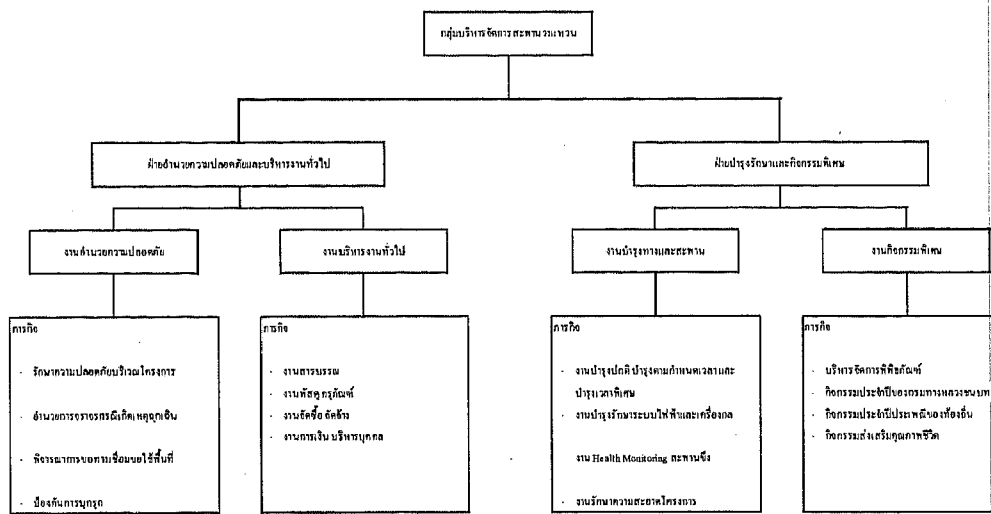 กลุ่มบริหารจัดการสะพานวงแหวน
ฝ่ายอำนวยความปลอดภัยและบริหารงานทั่วไป
ฝ่ายบำรุงรักษาและกิจกรรมพิเศษ
งานอำนวยความปลอดภัย
งานบริหารงานทั่วไป
งานบำรุงทางและสะพาน
งานกิจกรรมพิเศษ
ภารกิจ
- รักษาความปลอดภัยบริเวณโครงการ
อำนวยการจราจรกรณีเกิดเหตุฉุกเฉิน
พิจารณาการขอทางเชื่อมขอใช้พื้นที่
- ป้องกันการบุกรุก
ภารกิจ
- งานสารบรรณ
- งานพัสดุ ครุภัณฑ์
- งานจัดซื้อ จัดจ้าง
- งานการเงิน บริหารบุคคล
ภารกิจ
- งานบำรุงปกติ บำรุงตามกำหนดเวลาและ
บำรุงเวลาพิเศษ
- งานบำรุงรักษาระบบไฟฟ้าและเครื่องกล
งาน Health Monitoring สะพานขึง
- งานรักษาความสะอาดโครงการ
ภารกิจ
- บริหารจัดการพิพิธภัณฑ์
- กิจกรรมประจำปีของกรมทางหลวงชนบท
- กิจกรรมประจำปีประเพณีของท้องถิ่น
- กิจกรรมส่งเสริมคุณภาพชีวิต